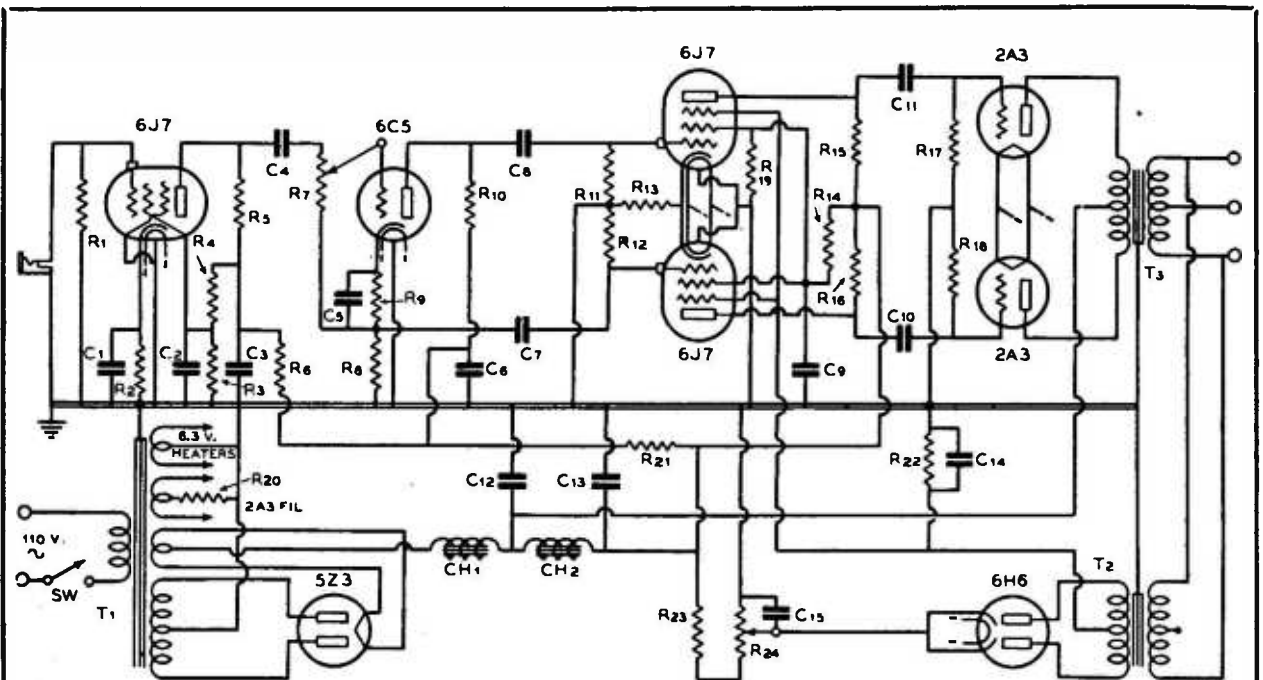 6J7
2A3
C11
6J7
6C5
C4
C8
R15
R17
R7
R10
R11
R13
R19
R14
R1
R4
R5
R12
R18
R16
T3
C5
R9
C10
C7
6J7
2A3
C1
C2
C3
R6
R8
C6
C9
R2
R3
6.3 V.
HEATERS
R21
R22
C14
R20
C12
C13
2A3 FIL
110 V.
~
CH1
CH2
T2
5Z3
6H6
SW
T1
R23
C15
R24